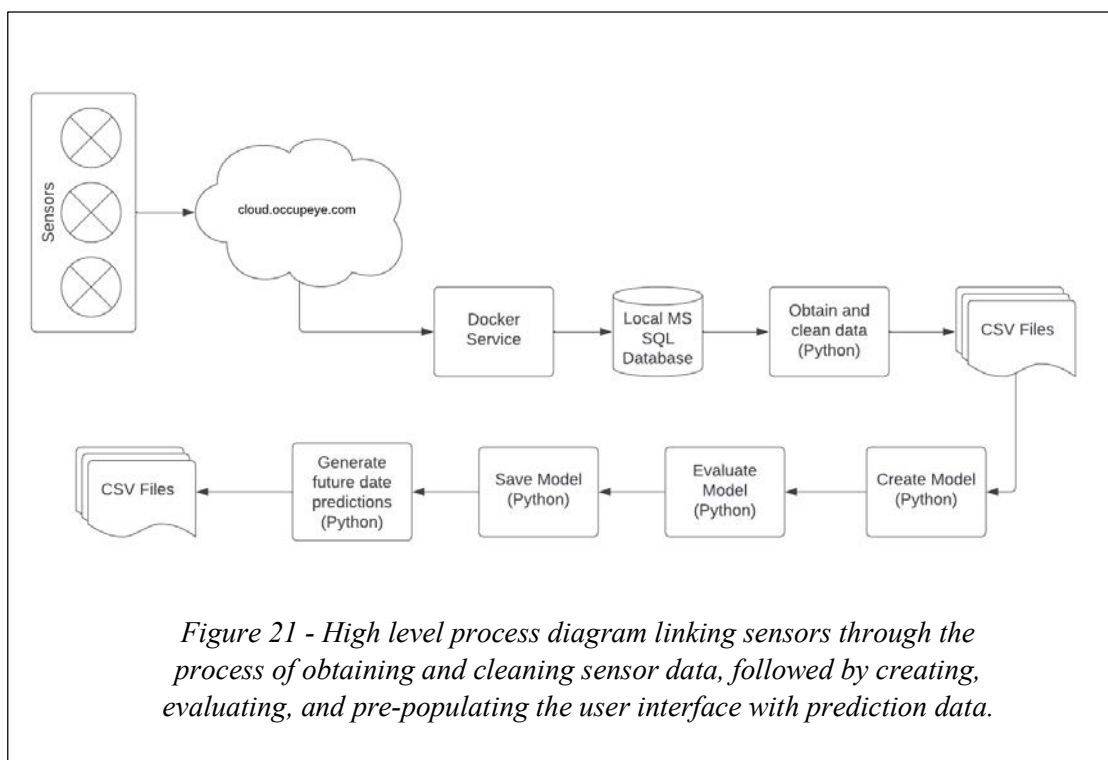 Sensors
cloud.occupeye.com
Docker
Service
Local MS
SQL
Database
Obtain and
clean data
(Python)
CSV Files
Create Model
(Python)
Evaluate
Model
(Python)
Save Model
(Python)
Generate
future date
predictions
(Python)
CSV Files
Figure 21 - High level process diagram linking sensors through the
process of obtaining and cleaning sensor data, followed by creating,
evaluating, and pre-populating the user interface with prediction data.